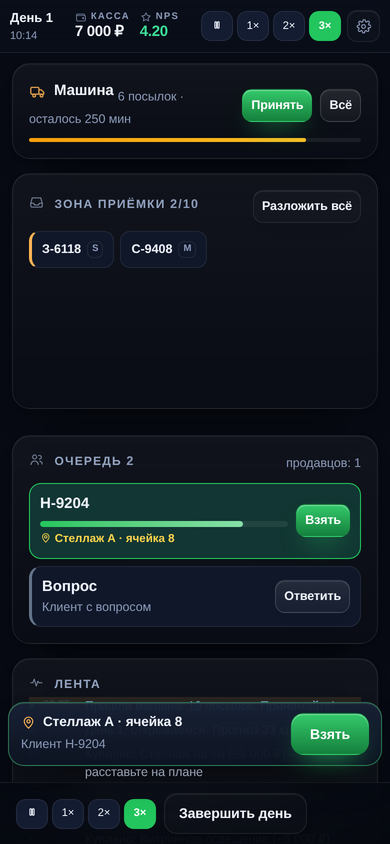 День 1
10:14
КАССА
7 000 ₽
NPS
4.20
1×
2×
3×
Машина 6 посылок ·
осталось 250 мин
Принять
Всё
ЗОНА ПРИЁМКИ 2/10
Разложить всё
З-6118 S
С-9408 M
ОЧЕРЕДЬ 2
продавцов: 1
Н-9204
Стеллаж А · ячейка 8
Взять
Вопрос
Клиент с вопросом
Ответить
ЛЕНТА
Стеллаж А · ячейка 8
Клиент Н-9204
Взять
расставьте на плане
1×
2×
3×
Завершить день